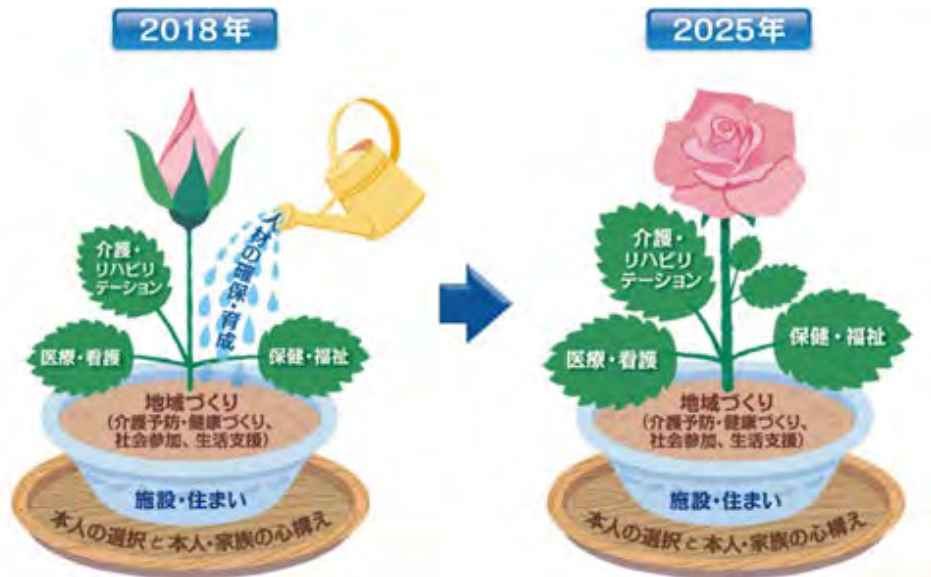 2018年
介護・
リハビリ
テーション
人材の確保・育成
医療・看護
保健・福祉
地域づくり
(介護予防・健康づくり、
社会参加、生活支援)
施設・住まい
本人の選択と本人・家族の心構え
2025年
介護・
リハビリ
テーション
医療・看護
保健・福祉
地域づくり
(介護予防・健康づくり、
社会参加、生活支援)
施設・住まい
本人の選択と本人・家族の心構え